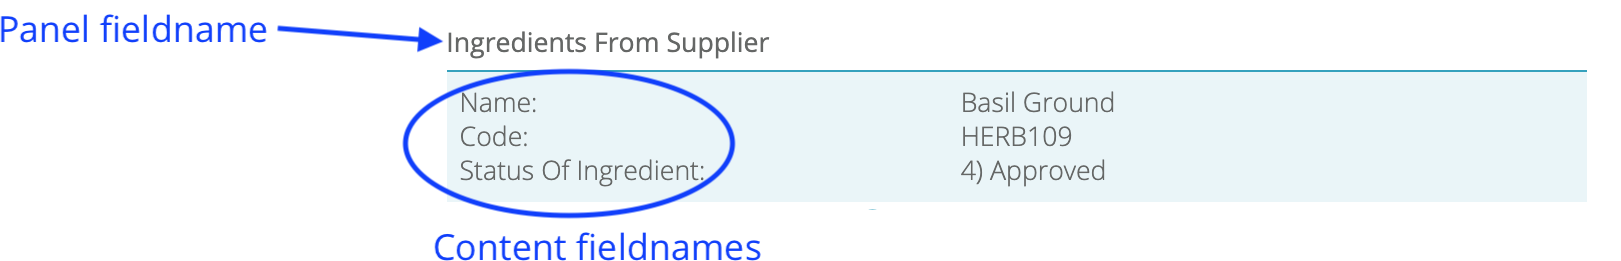 Panel fieldname
Ingredients From Supplier
Name: Basil Ground
Code: HERB109
Status Of Ingredient: 4) Approved
Content fieldnames